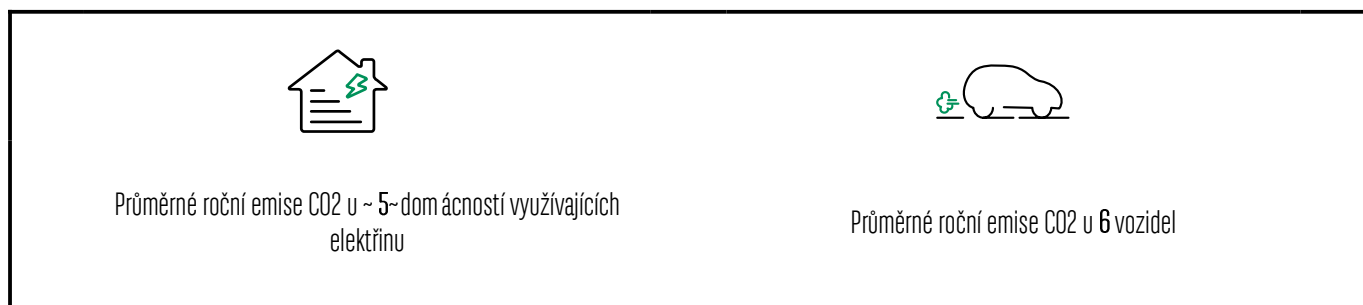 Průměrné roční emise CO2 u ~ 5~dom ácností využívajících
elektřinu
Průměrné roční emise CO2 u 6 vozidel